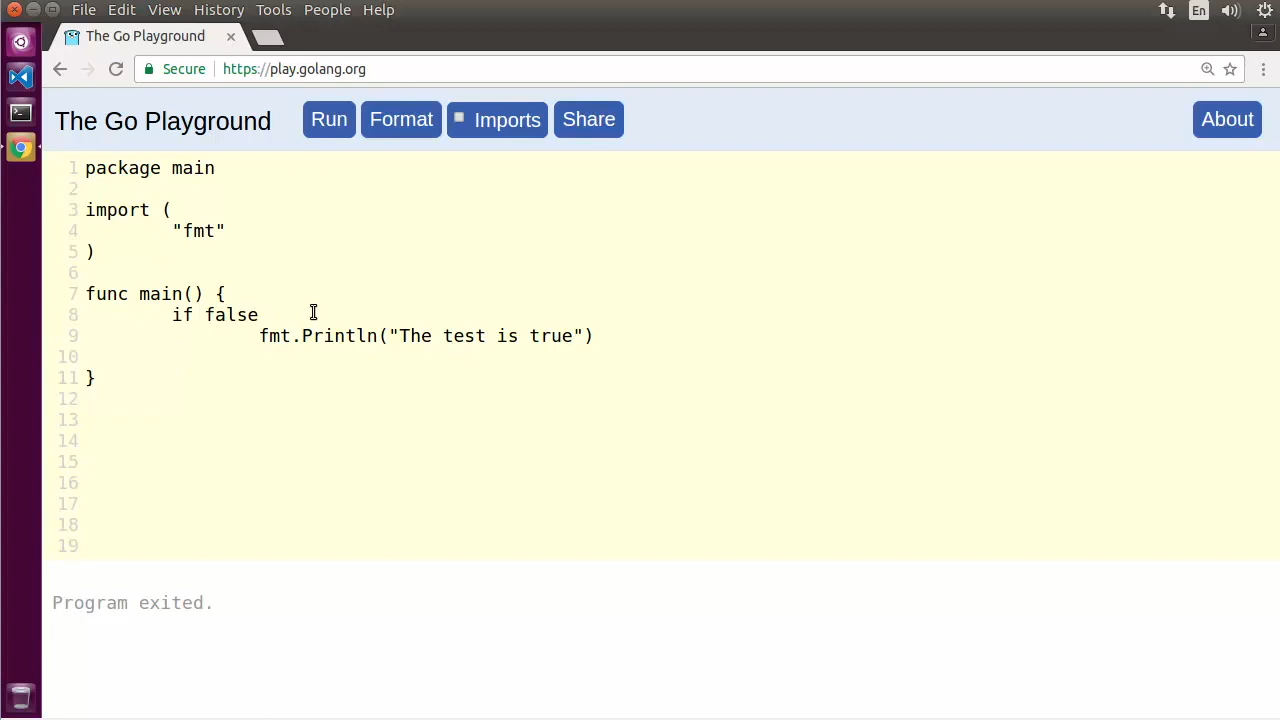 File Edit View History Tools People Help
En
The Go Playground
Secure https://play.golang.org
The Go Playground Run Format Imports Share About
1 package main
2
3 import (
4 "fmt"
5 )
6
7 func main() {
8 if false
9 fmt.Println("The test is true")
10
11 }
12
13
14
15
16
17
18
19
Program exited.